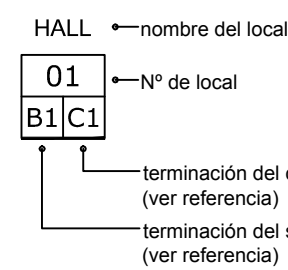 HALL nombre del local
01 Nº de local
B1 C1
terminación del
(ver referencia)
terminación del
(ver referencia)